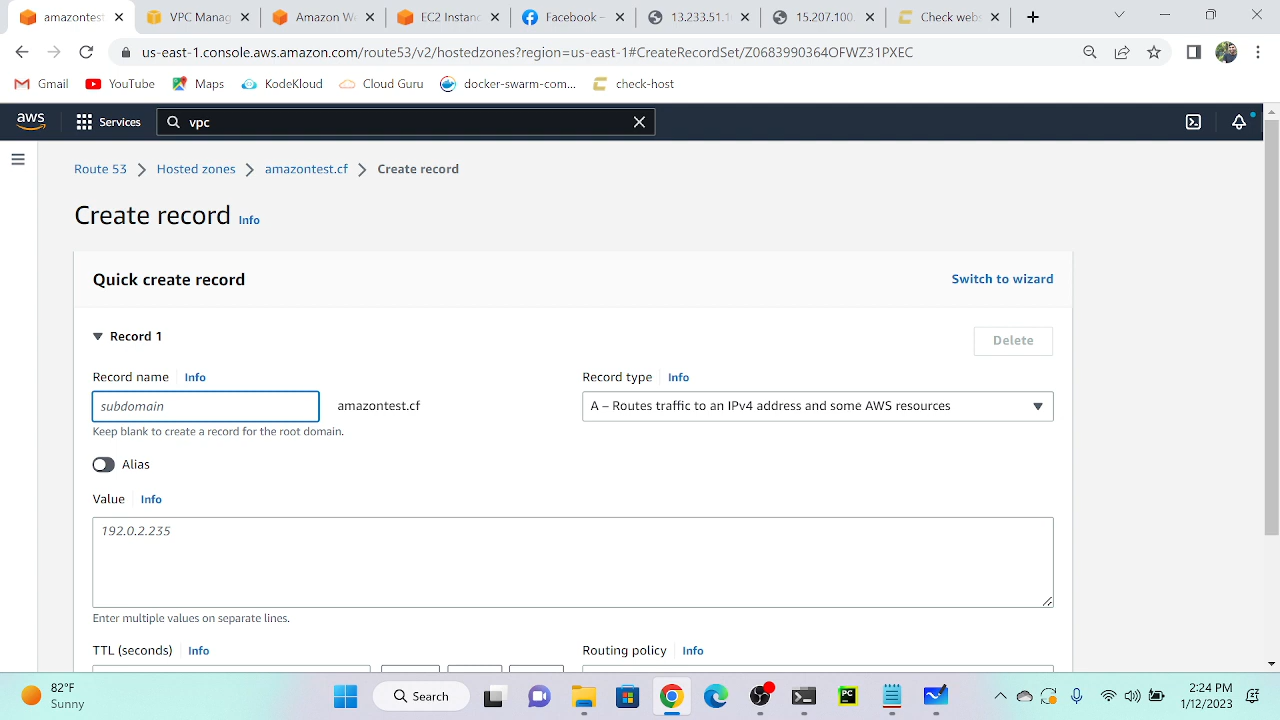 amazontest
VPC Manag
Amazon W
EC2 In
Facebook –
13.233.51
54.207.100.
Check web
us-east-1.console.aws.amazon.com/route53/v2/hostedzones?region=us-east-1#CreateRecordSet/Z0683990364OFWZ31PXEC
Gmail
YouTube
Maps
KodeKloud
Cloud Guru
docker-swarm-com...
check-host
aws
Services
vpc
Route 53
Hosted zones
amazontest.cf
Create record
Create record Info
Quick create record
Switch to wizard
Record 1
Delete
Record name Info
Record type Info
subdomain
amazontest.cf
A – Routes traffic to an IPv4 address and some AWS resources
Keep blank to create a record for the root domain.
Alias
Value Info
192.0.2.235
Enter multiple values on separate lines.
TTL (seconds) Info
Routing policy Info
82°F
Sunny
Search
PC
2:24 PM
1/12/2023